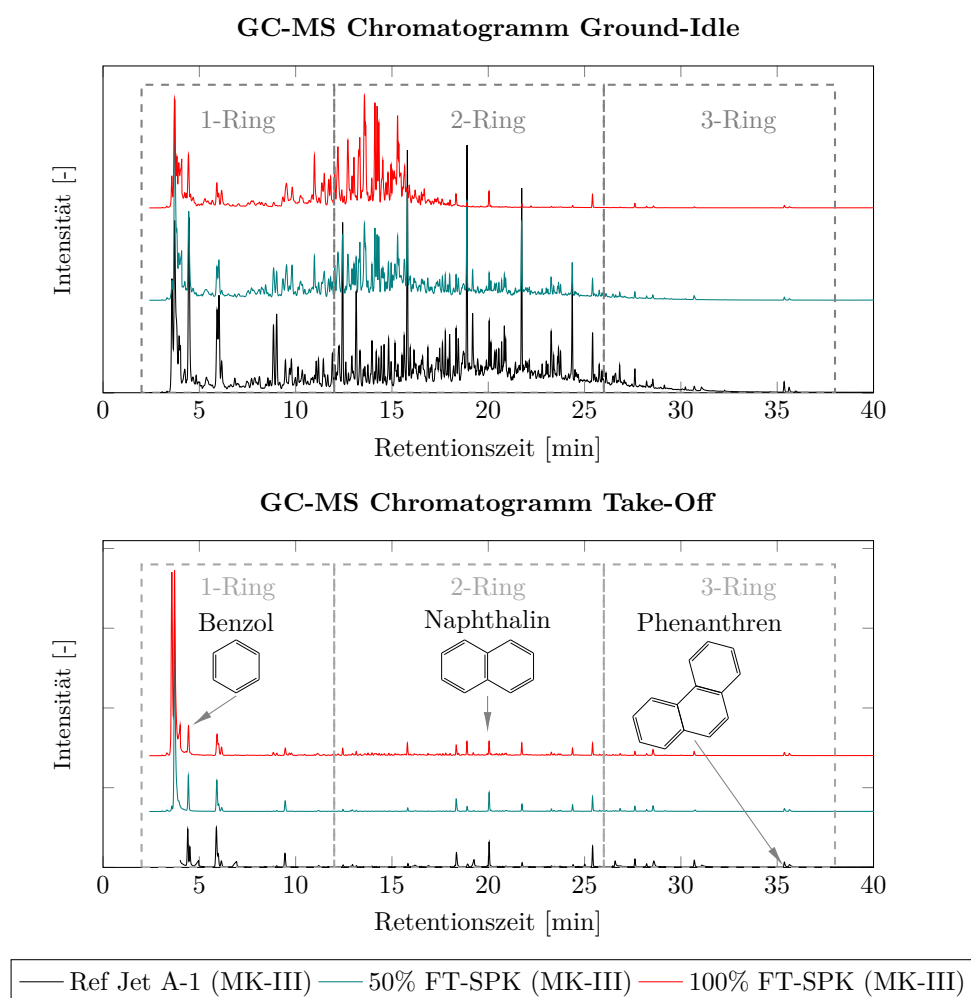 GC-MS Chromatogramm Ground-Idle
1-Ring 2-Ring 3-Ring
Intensität [-]
0 5 10 15 20 25 30 35 40
Retentionszeit [min]
GC-MS Chromatogramm Take-Off
1-Ring 2-Ring 3-Ring
Benzol Naphthalin Phenanthren
Intensität [-]
0 5 10 15 20 25 30 35 40
Retentionszeit [min]
Ref Jet A-1 (MK-III) 50% FT-SPK (MK-III) 100% FT-SPK (MK-III)